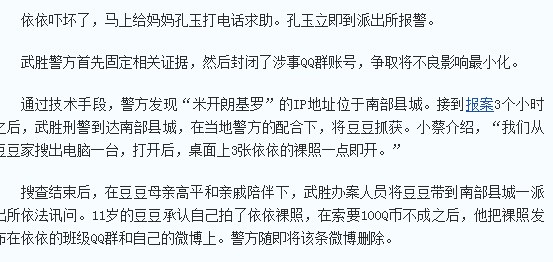 依依吓坏了，马上给妈妈孔玉打电话求助。孔玉立即到派出所报警。
武胜警方首先固定相关证据，然后封闭了涉事QQ群账号，争取将不良影响最小化。
通过技术手段，警方发现“米开朗基罗”的IP地址位于南部县城。接到报案3个小时
之后，武胜刑警到达南部县城，在当地警方的配合下，将豆豆抓获。小蔡介绍，“我们从
豆豆家搜出电脑一台，打开后，桌面上3张依依的裸照一点即开。”
搜查结束后，在豆豆母亲高平和亲戚陪伴下，武胜办案人员将豆豆带到南部县城一派
出所依法讯问。11岁的豆豆承认自己拍了依依裸照，在索要100Q币不成之后，他把裸照发
布在依依的班级QQ群和自己的微博上。警方随即将该条微博删除。